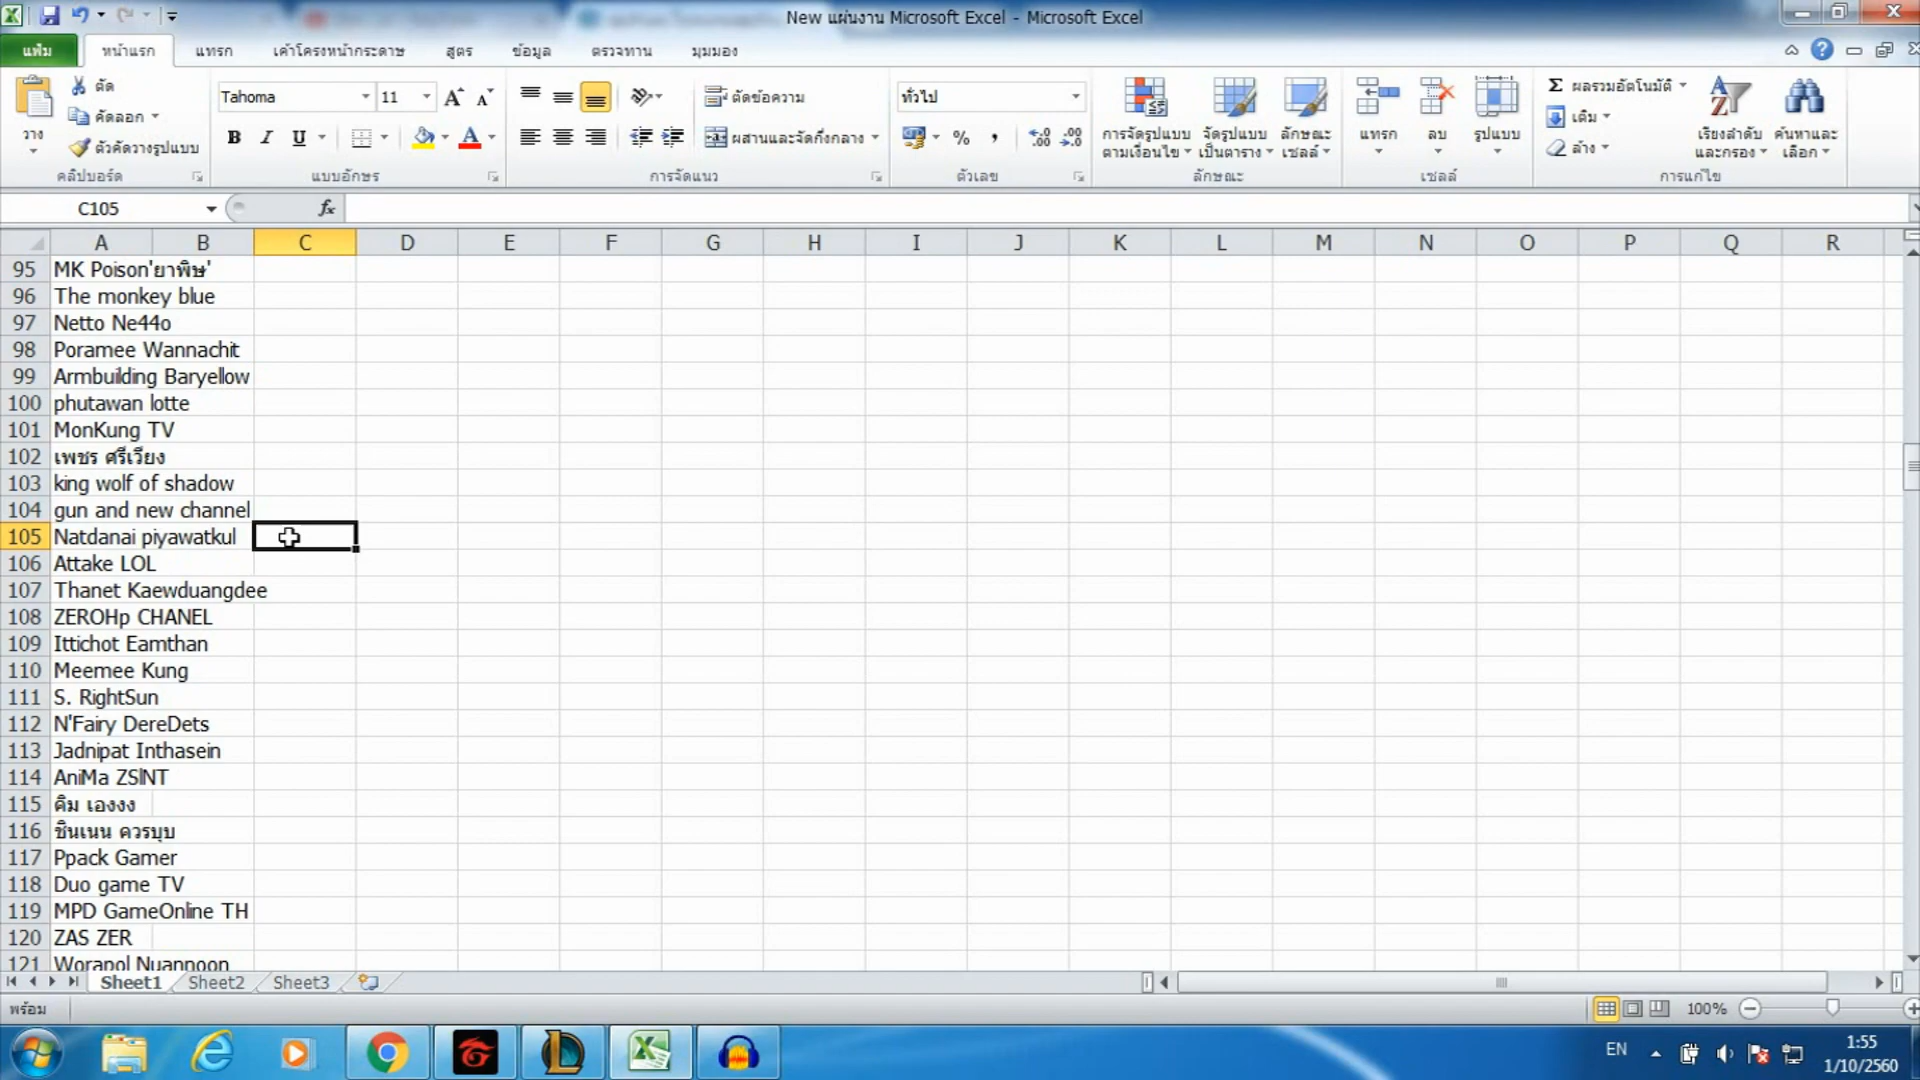 New แผ่นงาน Microsoft Excel - Microsoft Excel
แฟ้ม หน้าแรก แทรก เค้าโครงหน้ากระดาษ สูตร ข้อมูล ตรวจทาน มุมมอง
วาง
ตัด
คัดลอก
ตัวคัดวางรูปแบบ
คลิปบอร์ด
Tahoma 11
B I U A
แบบอักษร
ตัดข้อความ
ผสานและจัดกึ่งกลาง
การจัดแนว
ทั่วไป
% ,
ตัวเลข
การจัดรูปแบบ
ตามเงื่อนไข
จัดรูปแบบ
เป็นตาราง
ลักษณะ
เซลล์
ลักษณะ
แทรก ลบ รูปแบบ
เซลล์
Σ ผลรวมอัตโนมัติ
เติม
ล้าง
เรียงลำดับ
และกรอง
ค้นหาและ
เลือก
การแก้ไข
C105 fx
A B C D E F G H I J K L M N O P Q R
95 MK Poison'ยาพิษ'
96 The monkey blue
97 Netto Ne44o
98 Poramee Wannachit
99 Armbuilding Baryellow
100 phutawan lotte
101 MonKung TV
102 เพชร ศรีเวียง
103 king wolf of shadow
104 gun and new channel
105 Natdanai piyawatkul
106 Attake LOL
107 Thanet Kaewduangdee
108 ZEROHp CHANEL
109 Ittichot Eamthan
110 Meemee Kung
111 S. RightSun
112 N'Fairy DereDets
113 Jadnipat Inthasein
114 AniMa ZSlNT
115 คิม เองงง
116 ชินเนน ควรบุบ
117 Ppack Gamer
118 Duo game TV
119 MPD GameOnline TH
120 ZAS ZER
121 Worapol Nuannoon
Sheet1 Sheet2 Sheet3
พร้อม 100%
EN 1:55
1/10/2560